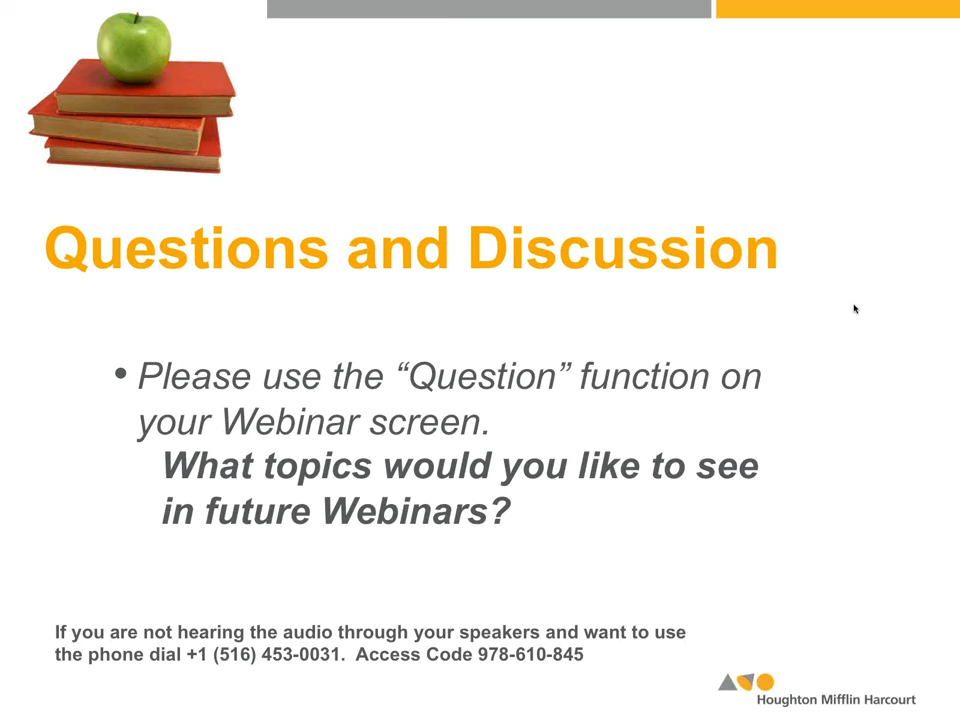 Questions and Discussion
• Please use the “Question” function on
your Webinar screen.
What topics would you like to see
in future Webinars?
If you are not hearing the audio through your speakers and want to use
the phone dial +1 (516) 453-0031.  Access Code 978-610-845
Houghton Mifflin Harcourt